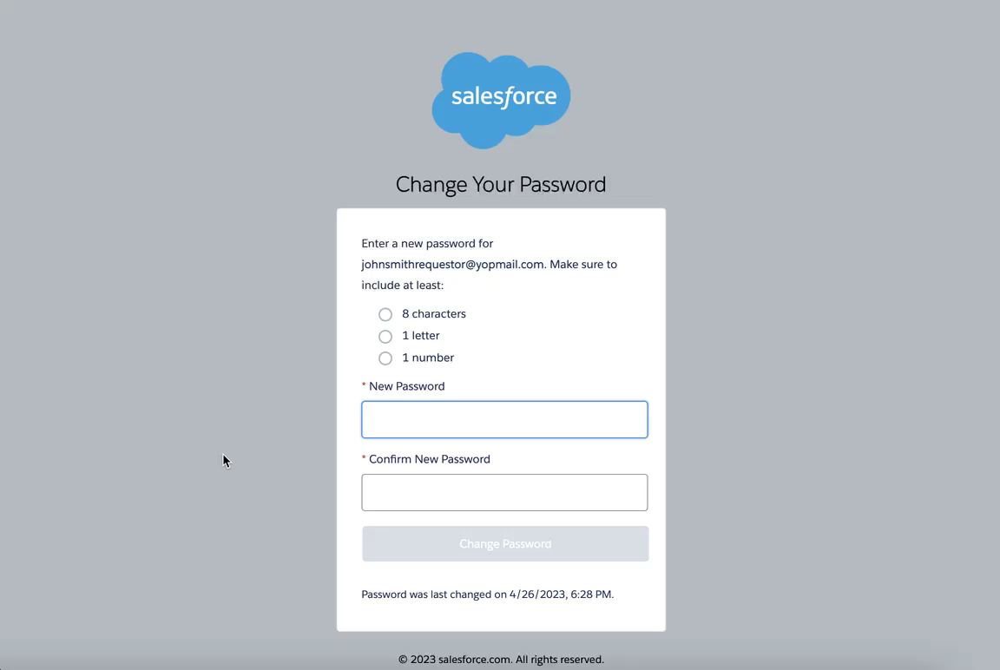 salesforce
Change Your Password
Enter a new password for
johnsmithrequestor@yopmail.com. Make sure to
include at least:
8 characters
1 letter
1 number
* New Password
* Confirm New Password
Change Password
Password was last changed on 4/26/2023, 6:28 PM.
© 2023 salesforce.com. All rights reserved.